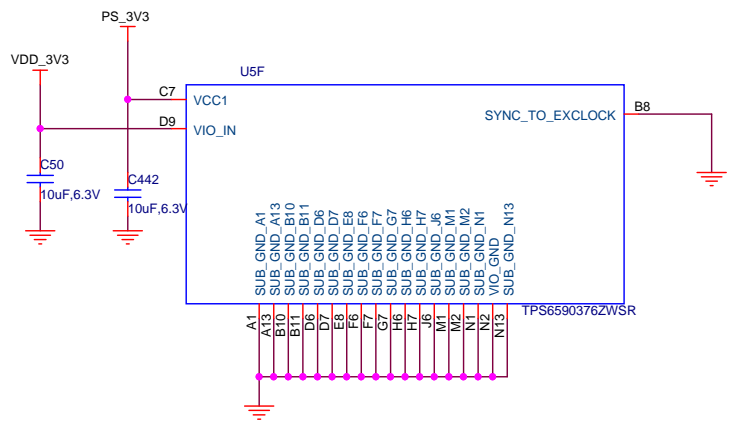 PS_3V3
VDD_3V3
U5F
C7
VCC1
D9
VIO_IN
SYNC_TO_EXCLOCK
B8
C50
10uF,6.3V
C442
10uF,6.3V
SUB_GND_A1
SUB_GND_A13
SUB_GND_B10
SUB_GND_B11
SUB_GND_D6
SUB_GND_D7
SUB_GND_E8
SUB_GND_F6
SUB_GND_F7
SUB_GND_G7
SUB_GND_H6
SUB_GND_H7
SUB_GND_J6
SUB_GND_M1
SUB_GND_M2
SUB_GND_N1
VIO_GND
SUB_GND_N13
TPS6590376ZWSR
A1
A13
B10
B11
D6
D7
E8
F6
F7
G7
H6
H7
J6
M1
M2
N1
N2
N13